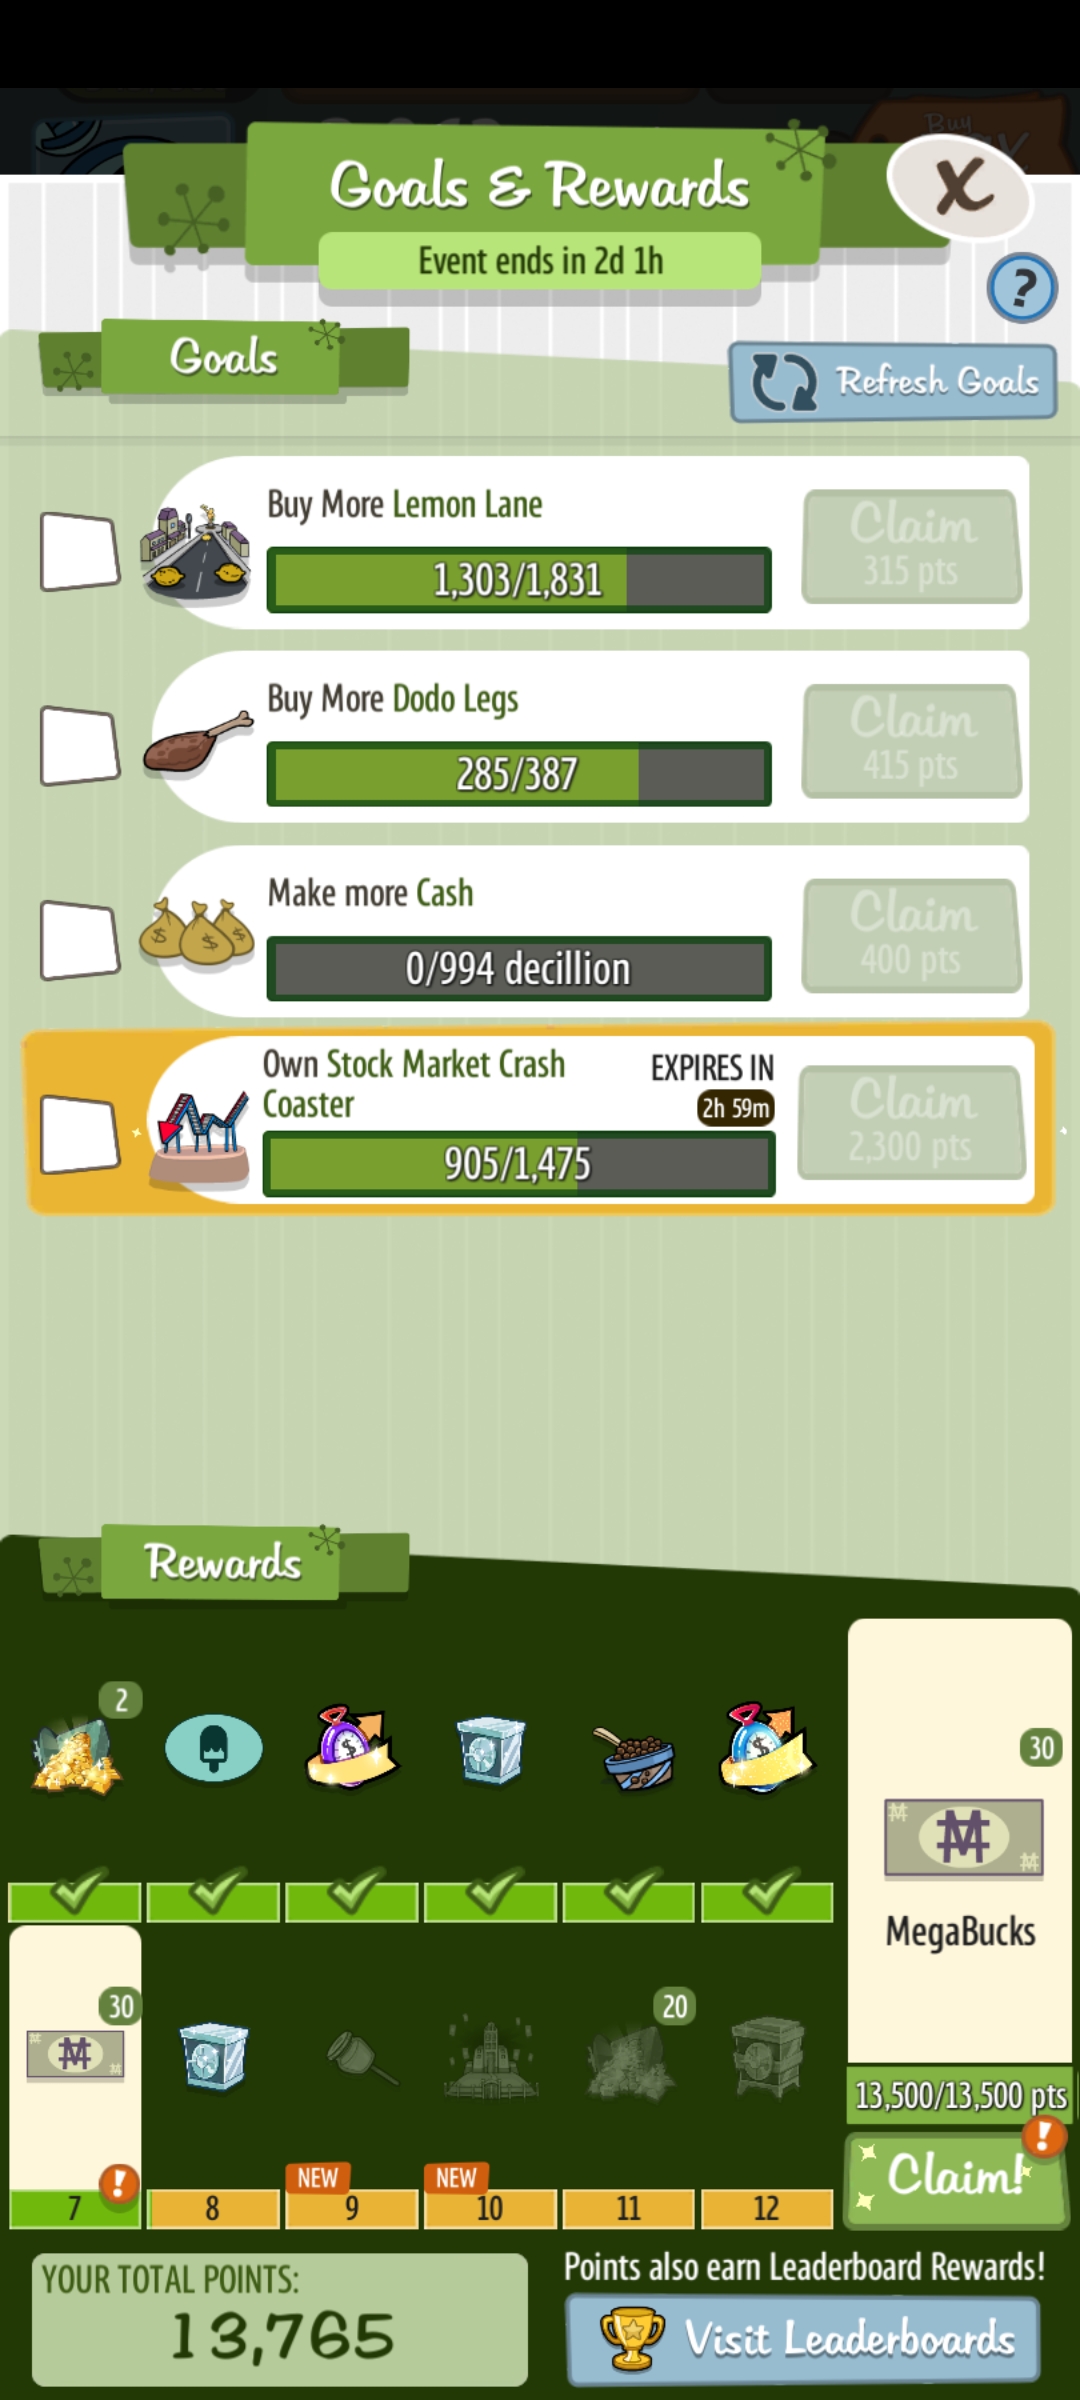 Buy
Goals & Rewards
X
Event ends in 2d 1h
?
Goals
Refresh Goals
Buy More Lemon Lane
1,303/1,831
Claim
315 pts
Buy More Dodo Legs
285/387
Claim
415 pts
Make more Cash
0/994 decillion
Claim
400 pts
Own Stock Market Crash
Coaster
EXPIRES IN
2h 59m
905/1,475
Claim
2,300 pts
Rewards
2
30
MegaBucks
30
20
13,500/13,500 pts
!
Claim!
!
NEW
NEW
7
8
9
10
11
12
YOUR TOTAL POINTS:
13,765
Points also earn Leaderboard Rewards!
Visit Leaderboards